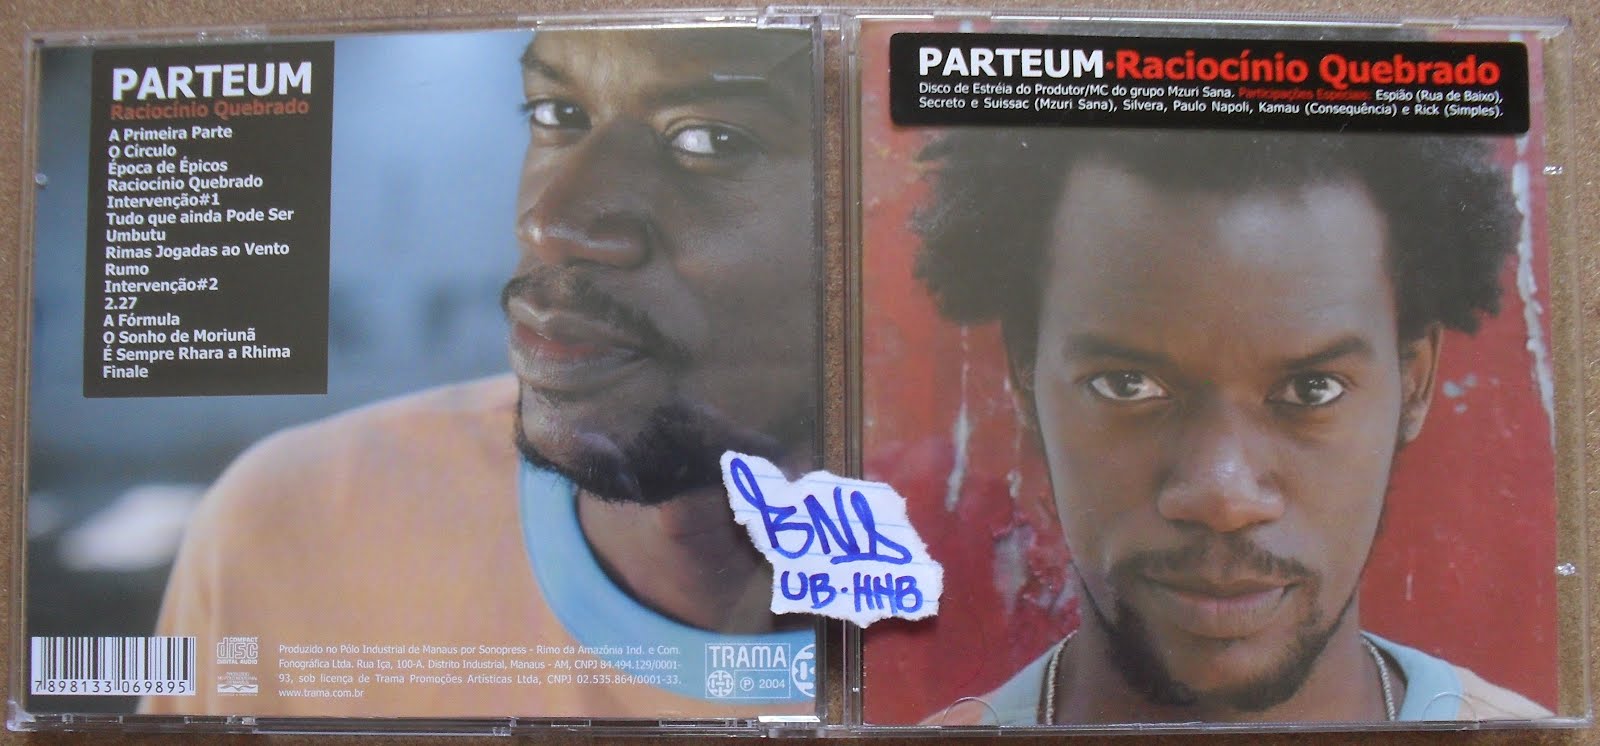 PARTEUM
Raciocínio Quebrado
A Primeira Parte
O Círculo
Época de Épicos
Raciocínio Quebrado
Intervenção#1
Tudo que ainda Pode Ser
Umbutu
Rimas Jogadas ao Vento
Rumo
Intervenção#2
2.27
A Fórmula
O Sonho de Moriunã
É Sempre Rhara a Rhima
Finale
7 898133 069895
COMPACT
disc
DIGITAL AUDIO
Produzido no Pólo Industrial de Manaus por Sonopress - Rimo da Amazônia Ind. e Com.
Fonográfica Ltda. Rua Iça, 100-A. Distrito Industrial, Manaus - AM, CNPJ 84.494.129/0001-
93, sob licença de Trama Promoções Artísticas Ltda, CNPJ 02.535.864/0001-33.
www.trama.com.br
TRAMA
℗ 2004
BNS
UB·HHB
PARTEUM·Raciocínio Quebrado
Disco de Estréia do Produtor/MC do grupo Mzuri Sana. Participações Especiais: Espião (Rua de Baixo),
Secreto e Suissac (Mzuri Sana), Silvera, Paulo Napoli, Kamau (Consequência) e Rick (Simples).